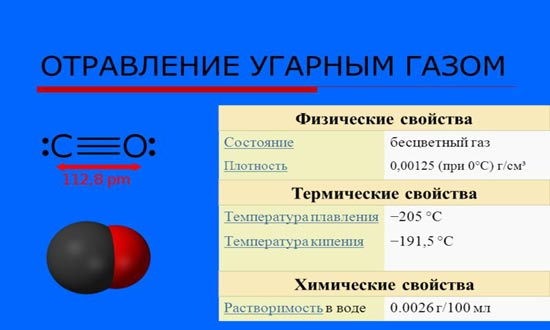 ОТРАВЛЕНИЕ УГАРНЫМ ГАЗОМ
:C≡O:
112,8 pm
Физические свойства
Состояние бесцветный газ
Плотность 0,00125 (при 0°C) г/см³
Термические свойства
Температура плавления −205 °C
Температура кипения −191,5 °C
Химические свойства
Растворимость в воде 0.0026 г/100 мл